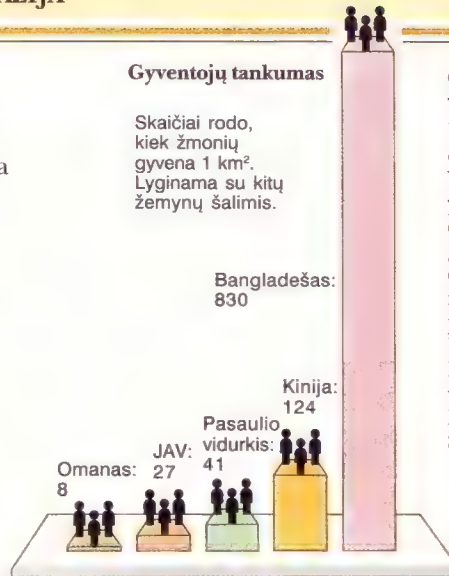 Gyventojų tankumas
Skaičiai rodo,
kiek žmonių
gyvena 1 km².
Lyginama su kitų
žemynų šalimis.
Bangladešas:
830
Kinija:
124
Pasaulio
vidurkis:
41
JAV:
27
Omanas:
8